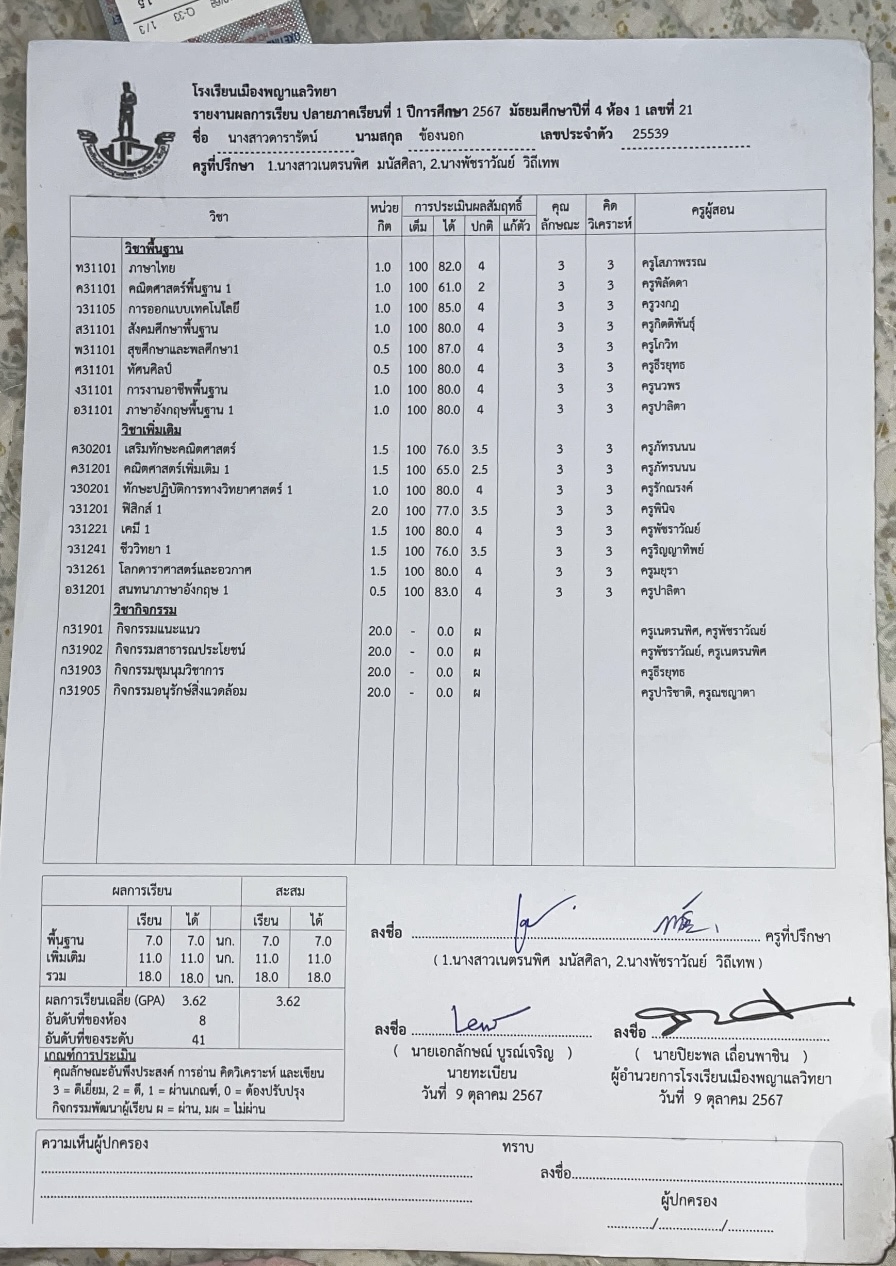 โรงเรียนเมืองพญาแลวิทยา
รายงานผลการเรียน ปลายภาคเรียนที่ 1 ปีการศึกษา 2567 มัธยมศึกษาปีที่ 4 ห้อง 1 เลขที่ 21
ชื่อ นางสาวดารารัตน์ นามสกุล ช้องนอก เลขประจำตัว 25539
ครูที่ปรึกษา 1.นางสาวเนตรนพิศ มนัสศิลา, 2.นางพัชราวัณย์ วิถีเทพ
วิชา หน่วยกิต การประเมินผลสัมฤทธิ์ คุณลักษณะ คิดวิเคราะห์ ครูผู้สอน
เต็ม ได้ ปกติ แก้ตัว
วิชาพื้นฐาน
ท31101 ภาษาไทย 1.0 100 82.0 4 3 3 ครูโสภาพรรณ
ค31101 คณิตศาสตร์พื้นฐาน 1 1.0 100 61.0 2 3 3 ครูพิลัดดา
ว31105 การออกแบบเทคโนโลยี 1.0 100 85.0 4 3 3 ครูวงกฎ
ส31101 สังคมศึกษาพื้นฐาน 1.0 100 80.0 4 3 3 ครูกิตติพันธุ์
พ31101 สุขศึกษาและพลศึกษา1 0.5 100 87.0 4 3 3 ครูโกวิท
ศ31101 ทัศนศิลป์ 0.5 100 80.0 4 3 3 ครูธีรยุทธ
ง31101 การงานอาชีพพื้นฐาน 1.0 100 80.0 4 3 3 ครูนวพร
อ31101 ภาษาอังกฤษพื้นฐาน 1 1.0 100 80.0 4 3 3 ครูปาลิตา
วิชาเพิ่มเติม
ค30201 เสริมทักษะคณิตศาสตร์ 1.5 100 76.0 3.5 3 3 ครูภัทรนนน
ค31201 คณิตศาสตร์เพิ่มเติม 1 1.5 100 65.0 2.5 3 3 ครูภัทรนนน
ว30201 ทักษะปฏิบัติการทางวิทยาศาสตร์ 1 1.0 100 80.0 4 3 3 ครูรักณรงค์
ว31201 ฟิสิกส์ 1 2.0 100 77.0 3.5 3 3 ครูพินิจ
ว31221 เคมี 1 1.5 100 80.0 4 3 3 ครูพัชราวัณย์
ว31241 ชีววิทยา 1 1.5 100 76.0 3.5 3 3 ครูริญญาทิพย์
ว31261 โลกดาราศาสตร์และอวกาศ 1.5 100 80.0 4 3 3 ครูมยุรา
อ31201 สนทนาภาษาอังกฤษ 1 0.5 100 83.0 4 3 3 ครูปาลิตา
วิชากิจกรรม
ก31901 กิจกรรมแนะแนว 20.0 - 0.0 ผ ครูเนตรนพิศ, ครูพัชราวัณย์
ก31902 กิจกรรมสาธารณประโยชน์ 20.0 - 0.0 ผ ครูพัชราวัณย์, ครูเนตรนพิศ
ก31903 กิจกรรมชุมนุมวิชาการ 20.0 - 0.0 ผ ครูธีรยุทธ
ก31905 กิจกรรมอนุรักษ์สิ่งแวดล้อม 20.0 - 0.0 ผ ครูปาริชาติ, ครูณชญาตา
ผลการเรียน สะสม
เรียน ได้ เรียน ได้
พื้นฐาน 7.0 7.0 นก. 7.0 7.0
เพิ่มเติม 11.0 11.0 นก. 11.0 11.0
รวม 18.0 18.0 นก. 18.0 18.0
ผลการเรียนเฉลี่ย (GPA) 3.62 3.62
อันดับที่ของห้อง 8
อันดับที่ของระดับ 41
เกณฑ์การประเมิน
คุณลักษณะอันพึงประสงค์ การอ่าน คิดวิเคราะห์ และเขียน
3 = ดีเยี่ยม, 2 = ดี, 1 = ผ่านเกณฑ์, 0 = ต้องปรับปรุง
กิจกรรมพัฒนาผู้เรียน ผ = ผ่าน, มผ = ไม่ผ่าน
ลงชื่อ ครูที่ปรึกษา
( 1.นางสาวเนตรนพิศ มนัสศิลา, 2.นางพัชราวัณย์ วิถีเทพ )
ลงชื่อ
( นายเอกลักษณ์ บูรณ์เจริญ )
นายทะเบียน
วันที่ 9 ตุลาคม 2567
ลงชื่อ
( นายปิยะพล เถื่อนพาชิน )
ผู้อำนวยการโรงเรียนเมืองพญาแลวิทยา
วันที่ 9 ตุลาคม 2567
ความเห็นผู้ปกครอง
ทราบ
ลงชื่อ
ผู้ปกครอง